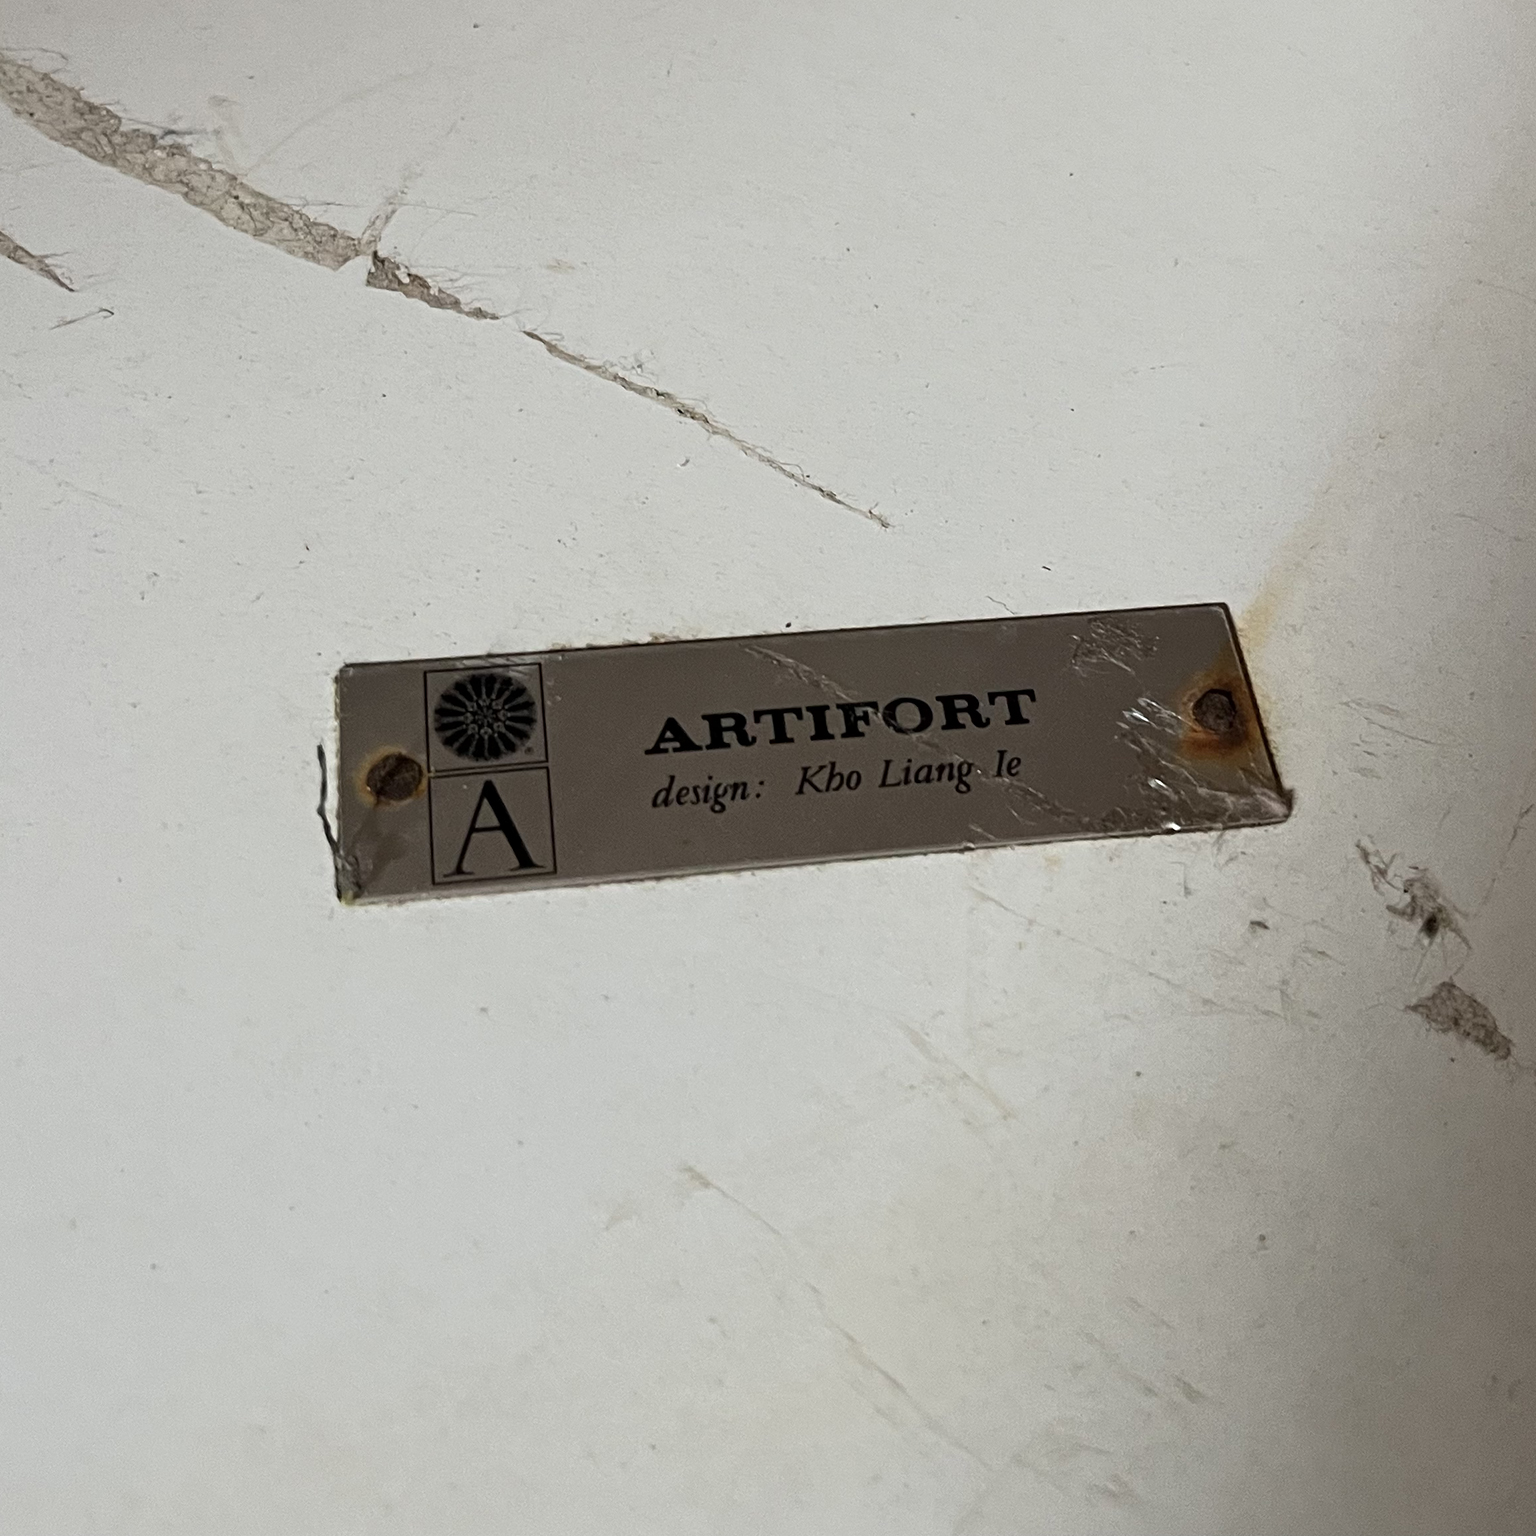 ARTIFORT
design: Kho Liang Ie
A